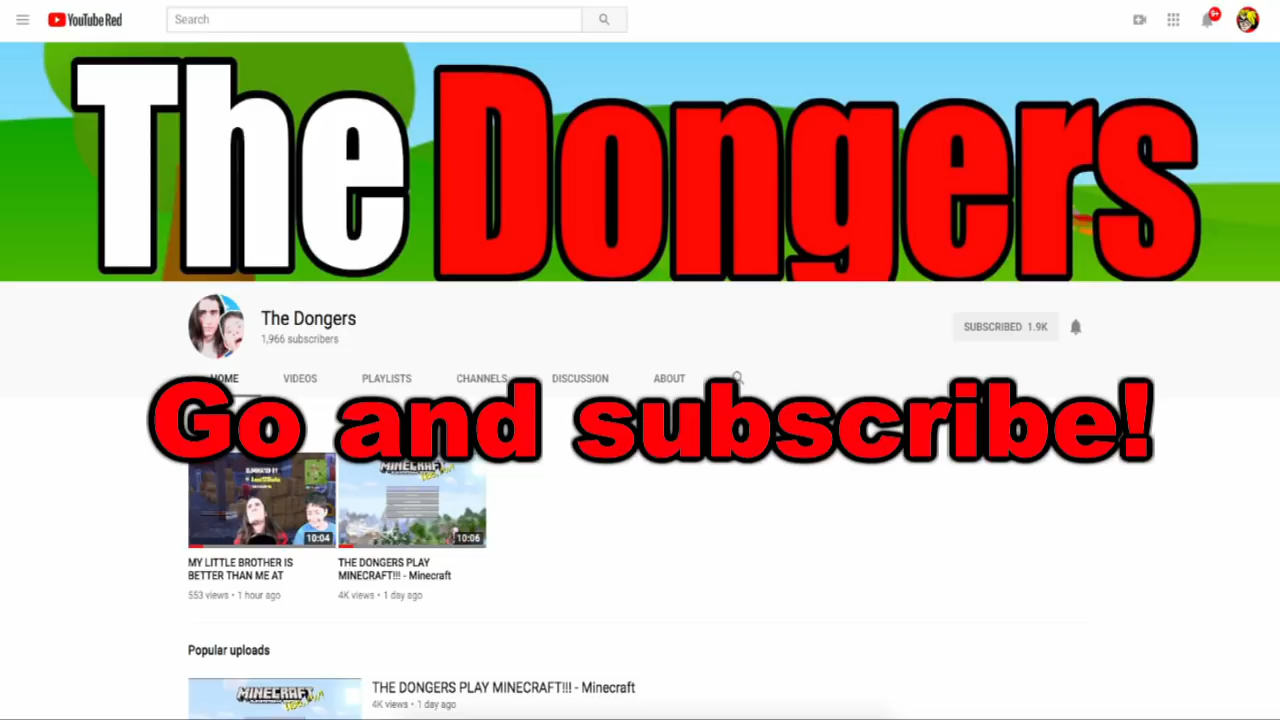 YouTube Red
Search
9+
The Dongers
The Dongers
1,966 subscribers
SUBSCRIBED 1.9K
HOME VIDEOS PLAYLISTS CHANNELS DISCUSSION ABOUT
Go and subscribe!
ELIMINATED BY
10:04
MINECRAFT
10:06
MY LITTLE BROTHER IS
BETTER THAN ME AT
553 views • 1 hour ago
THE DONGERS PLAY
MINECRAFT!!! - Minecraft
4K views • 1 day ago
Popular uploads
MINECRAFT
THE DONGERS PLAY MINECRAFT!!! - Minecraft
4K views • 1 day ago